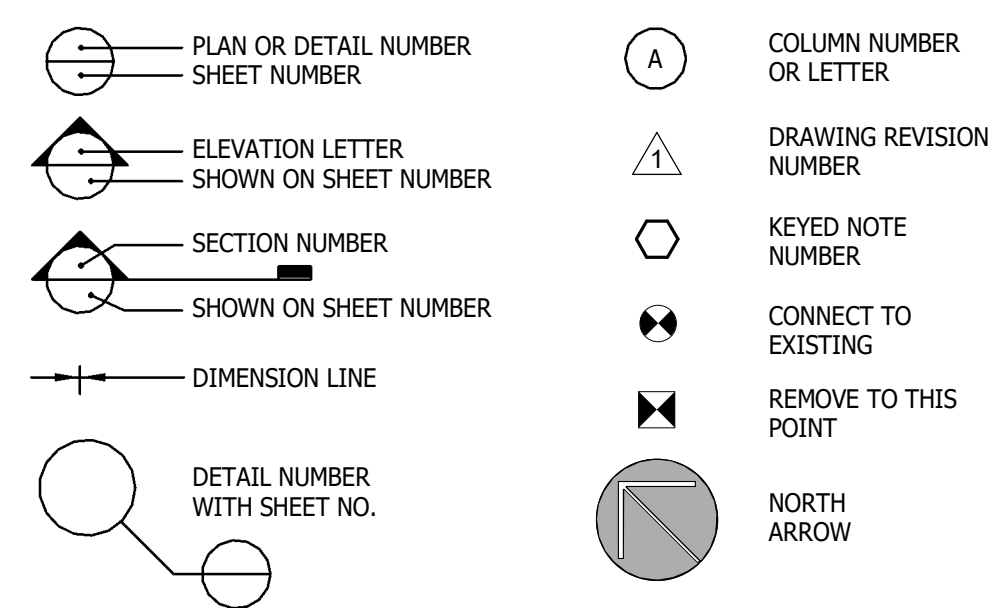 PLAN OR DETAIL NUMBER
SHEET NUMBER
ELEVATION LETTER
SHOWN ON SHEET NUMBER
SECTION NUMBER
SHOWN ON SHEET NUMBER
DIMENSION LINE
DETAIL NUMBER
WITH SHEET NO.
A
COLUMN NUMBER
OR LETTER
1
DRAWING REVISION
NUMBER
KEYED NOTE
NUMBER
CONNECT TO
EXISTING
REMOVE TO THIS
POINT
NORTH
ARROW